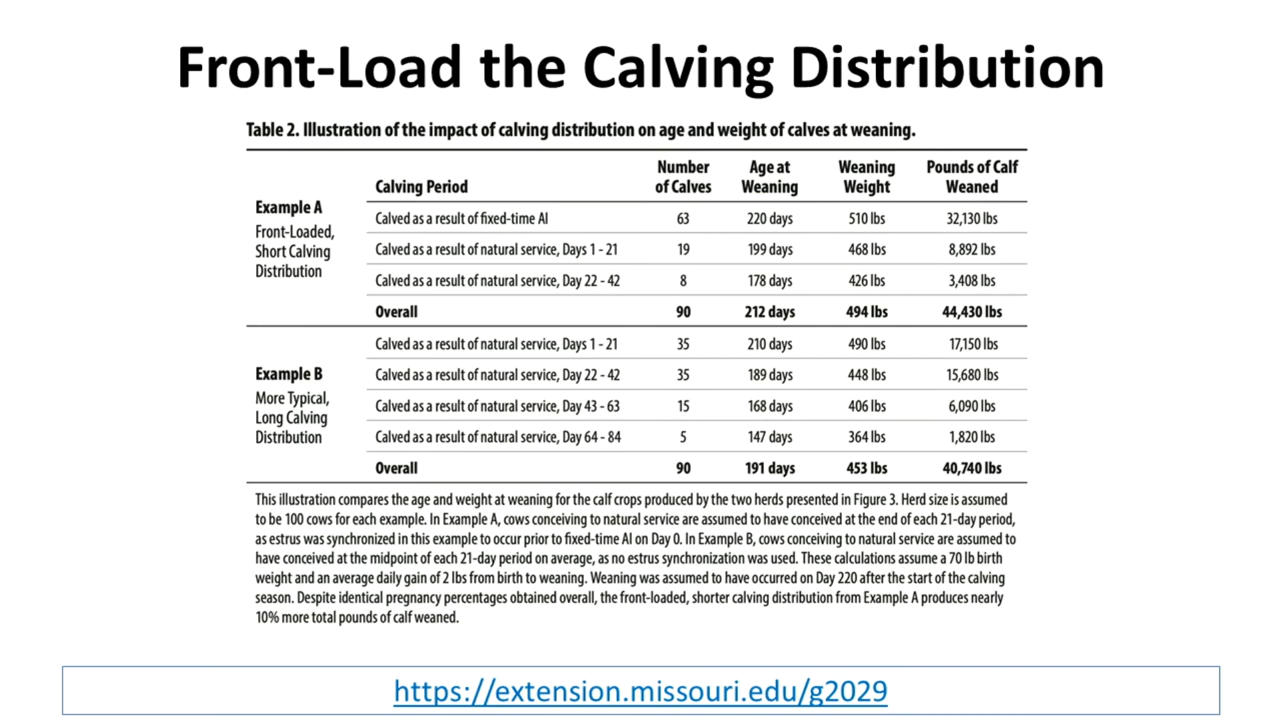 Front-Load the Calving Distribution
Table 2. Illustration of the impact of calving distribution on age and weight of calves at weaning.
Example A
Front-Loaded,
Short Calving
Distribution
Calving Period Number of Calves Age at Weaning Weaning Weight Pounds of Calf Weaned
Calved as a result of fixed-time AI 63 220 days 510 lbs 32,130 lbs
Calved as a result of natural service, Days 1 - 21 19 199 days 468 lbs 8,892 lbs
Calved as a result of natural service, Day 22 - 42 8 178 days 426 lbs 3,408 lbs
Overall 90 212 days 494 lbs 44,430 lbs
Example B
More Typical,
Long Calving
Distribution
Calved as a result of natural service, Days 1 - 21 35 210 days 490 lbs 17,150 lbs
Calved as a result of natural service, Day 22 - 42 35 189 days 448 lbs 15,680 lbs
Calved as a result of natural service, Day 43 - 63 15 168 days 406 lbs 6,090 lbs
Calved as a result of natural service, Day 64 - 84 5 147 days 364 lbs 1,820 lbs
Overall 90 191 days 453 lbs 40,740 lbs
This illustration compares the age and weight at weaning for the calf crops produced by the two herds presented in Figure 3. Herd size is assumed
to be 100 cows for each example. In Example A, cows conceiving to natural service are assumed to have conceived at the end of each 21-day period,
as estrus was synchronized in this example to occur prior to fixed-time AI on Day 0. In Example B, cows conceiving to natural service are assumed to
have conceived at the midpoint of each 21-day period on average, as no estrus synchronization was used. These calculations assume a 70 lb birth
weight and an average daily gain of 2 lbs from birth to weaning. Weaning was assumed to have occurred on Day 220 after the start of the calving
season. Despite identical pregnancy percentages obtained overall, the front-loaded, shorter calving distribution from Example A produces nearly
10% more total pounds of calf weaned.
https://extension.missouri.edu/g2029